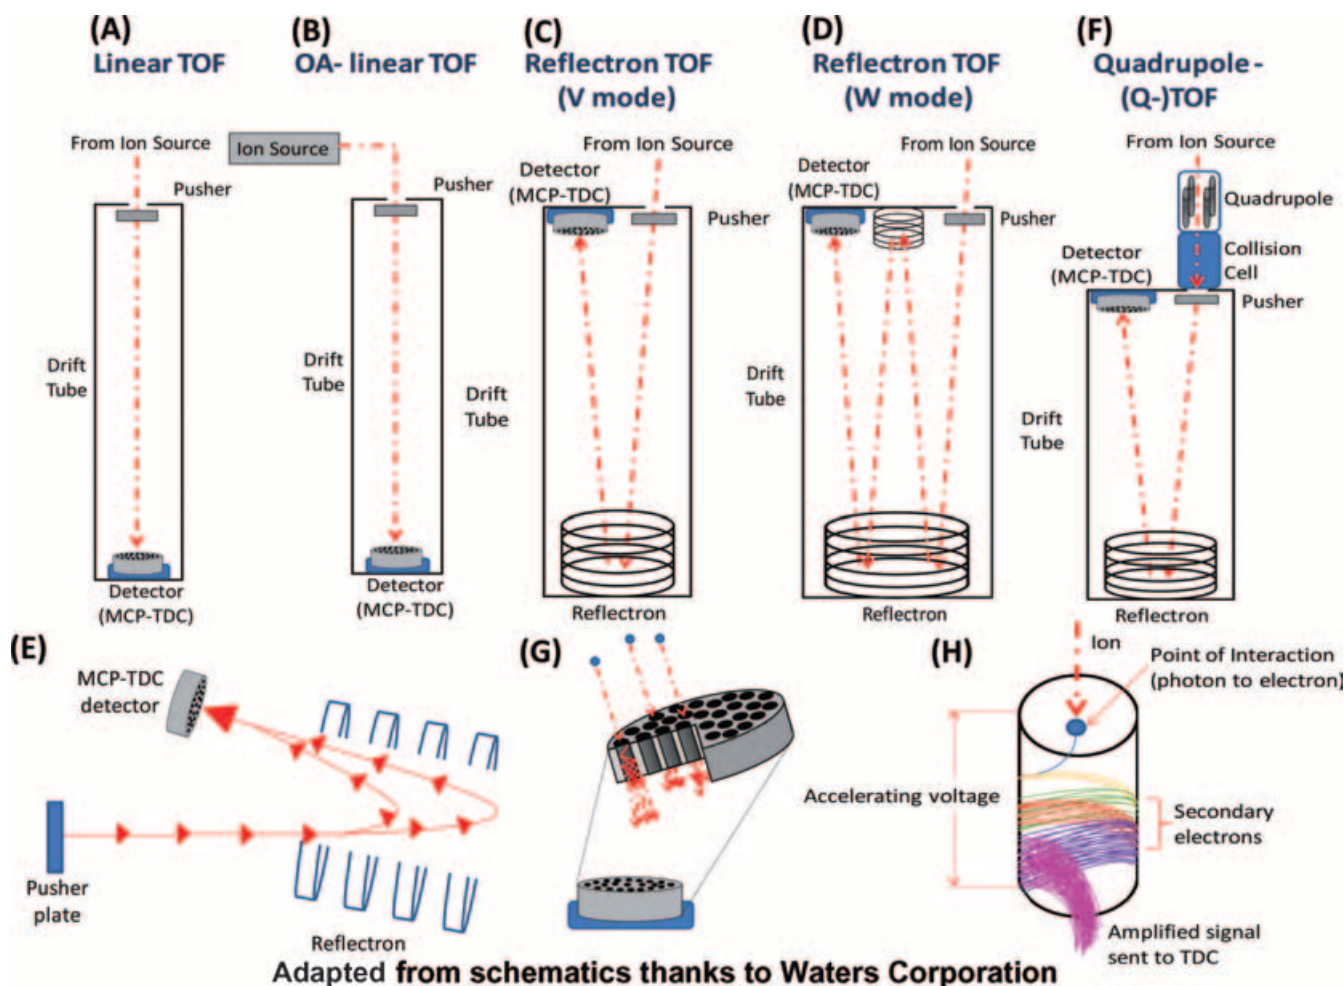 (A)
Linear TOF
From Ion Source
Pusher
Drift
Tube
Detector
(MCP-TDC)
(B)
OA- linear TOF
Ion Source
Pusher
Drift
Tube
Detector
(MCP-TDC)
(C)
Reflectron TOF
(V mode)
From Ion Source
Detector
(MCP-TDC)
Pusher
Drift
Tube
Reflectron
(D)
Reflectron TOF
(W mode)
From Ion Source
Detector
(MCP-TDC)
Pusher
Drift
Tube
Reflectron
(F)
Quadrupole -
(Q-)TOF
From Ion Source
Quadrupole
Collision
Cell
Detector
(MCP-TDC)
Pusher
Drift
Tube
Reflectron
(E)
MCP-TDC
detector
Pusher
plate
Reflectron
(G)
(H)
Ion
Point of Interaction
(photon to electron)
Accelerating voltage
Secondary
electrons
Amplified signal
sent to TDC
Adapted from schematics thanks to Waters Corporation